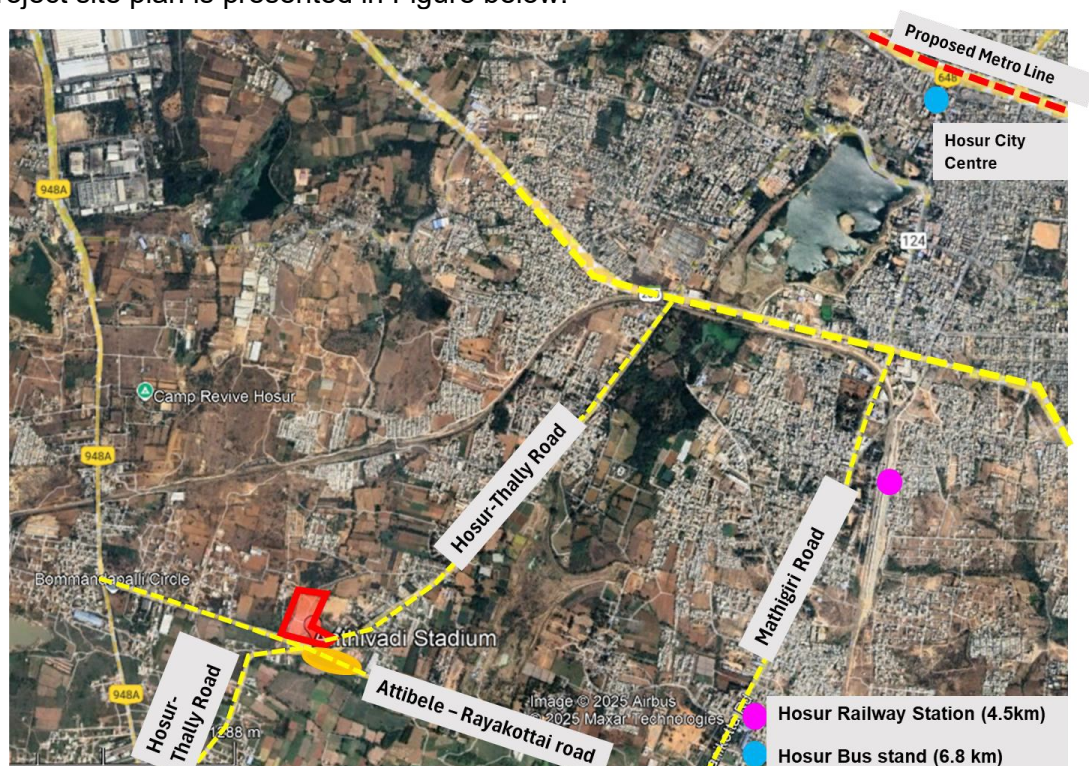 roject site plan is presented in Figure below.
Proposed Metro Line
648
Hosur City
Centre
948A
124
Camp Revive Hosur
948A
Hosur-Thally Road
Mathigiri Road
Bommandapalli Circle
Stadium
Hosur-
Thally Road
948A
Attibele – Rayakottai road
1288 m
Image © 2025 Airbus
© 2025 Maxar Technologies
Hosur Railway Station (4.5km)
Hosur Bus stand (6.8 km)